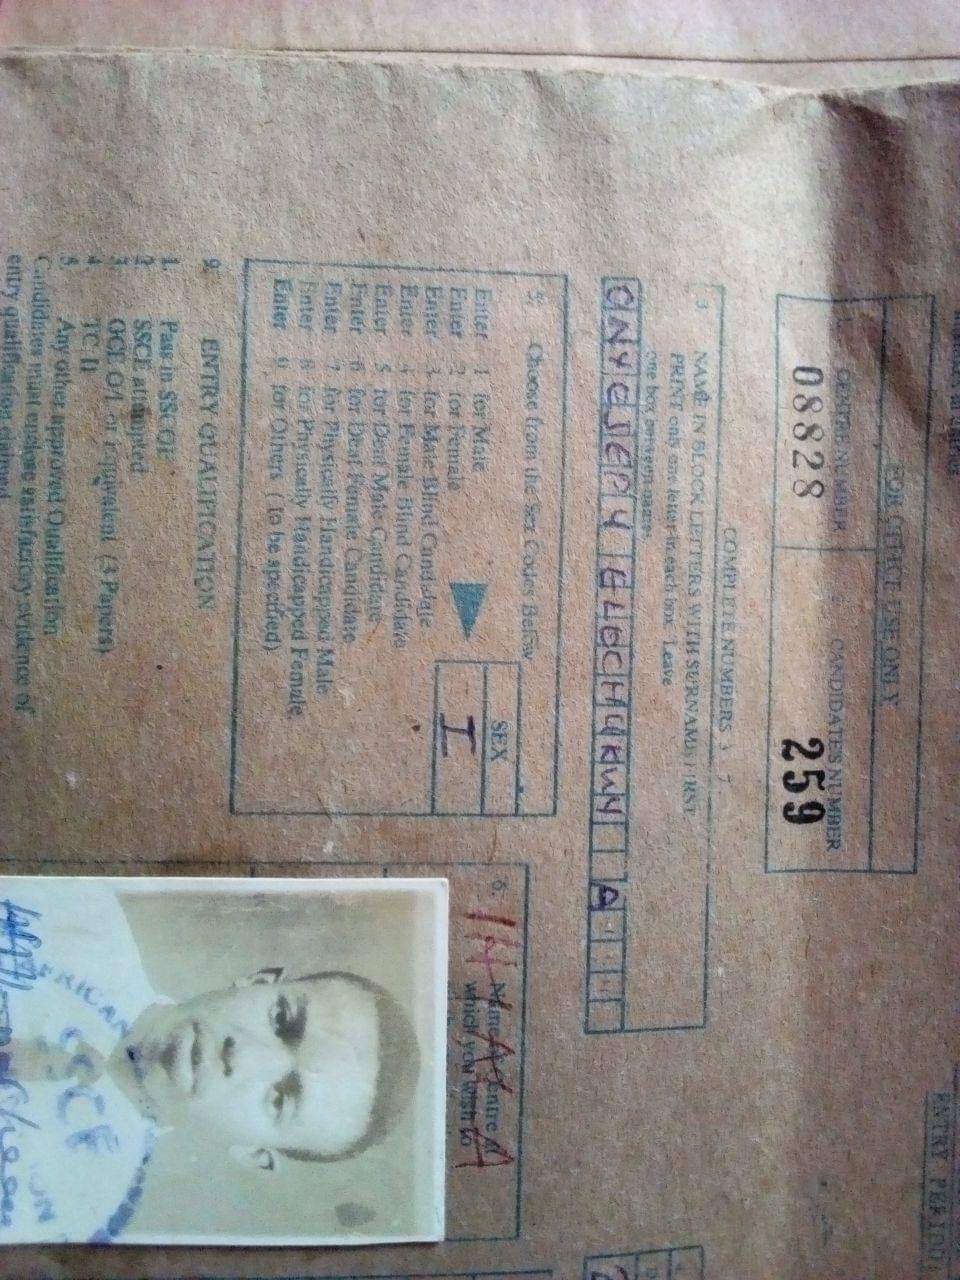 FOR OFFICE USE ONLY
CENTRE NUMBER
CANDIDATES NUMBER
08828
259
ENTRY PERIOD
COMPLETE NUMBERS 3 7
3 NAME IN BLOCK LETTERS WITH SURNAME FIRST
PRINT only one letter in each box. Leave
one box between names.
ONYEJEPU ELOCHUKWU A
5. Choose from the Sex Codes Below
SEX
I
Enter 1 for Male
Enter 2 for Female
Enter 3 for Male Blind Candidate
Enter 4 for Female Blind Candidate
Enter 5 for Deaf Male Candidate
Enter 6 for Deaf Female Candidate
Enter 7 for Physically Handicapped Male
Enter 8 for Physically Handicapped Female
Enter 9 for Others (to be specified)
6. Name Centre at
which you wish to
9. ENTRY QUALIFICATION
1. Pass in SSCE
2. SSCE attempted
3. GCE O/L or Equivelent (3 Papers)
4. TC II
5. Any other approved Qualification
Candidates must enclose satisfactory evidence of
entry qualification claimed
SSCE